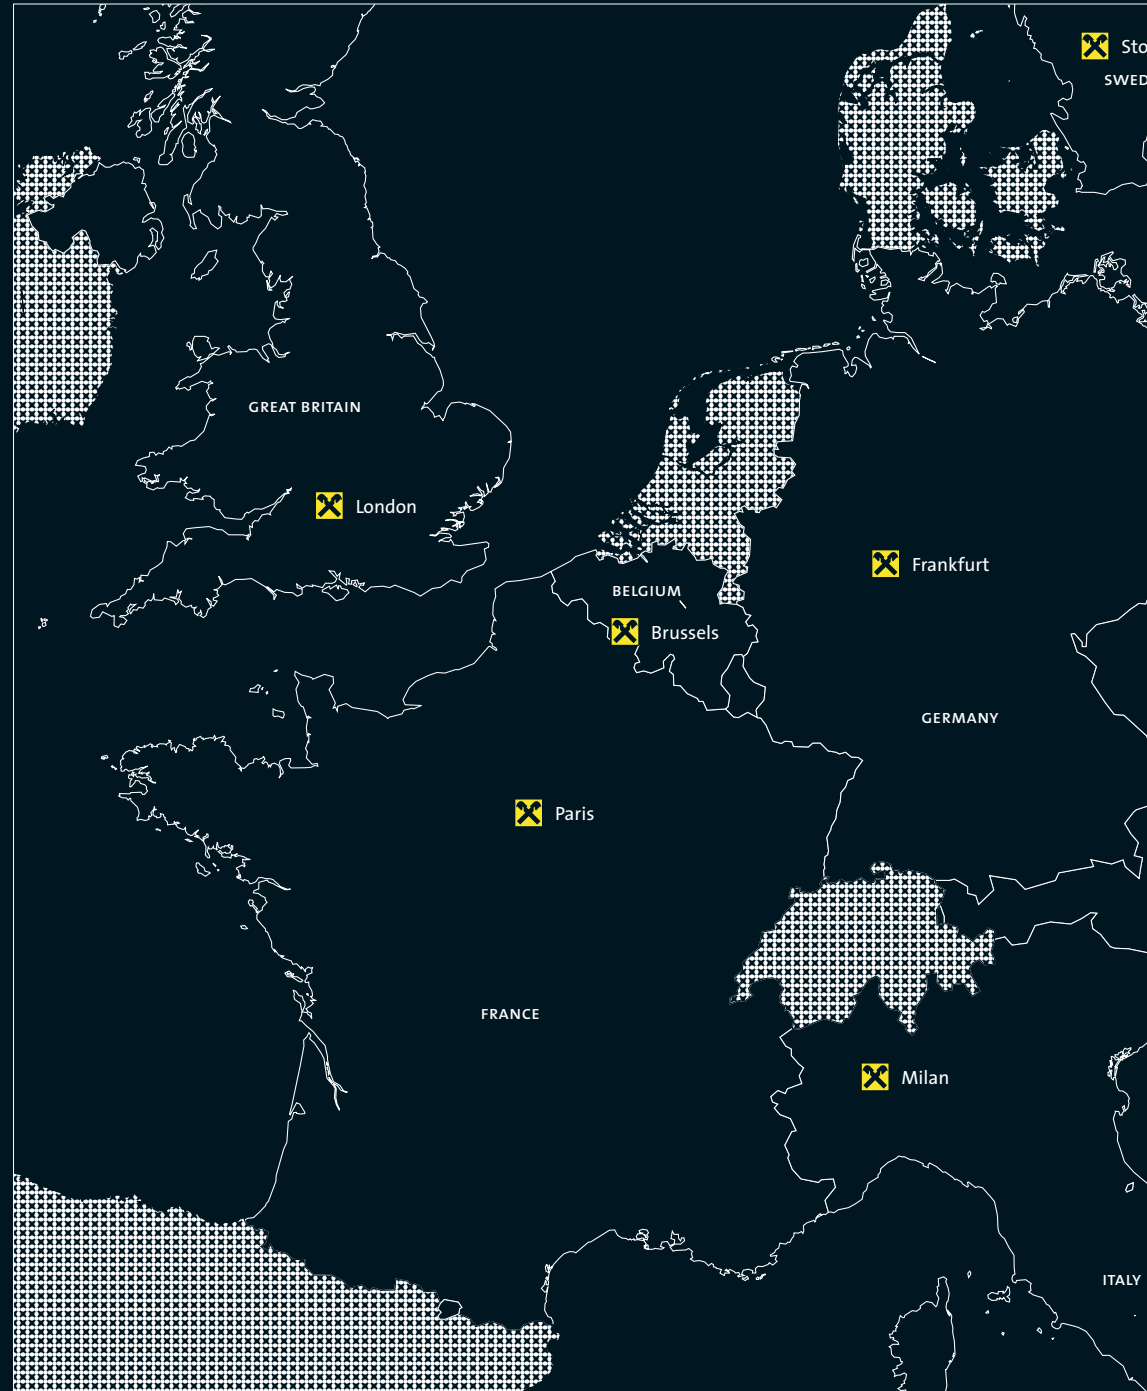 Sto
SWED
GREAT BRITAIN
London
Frankfurt
BELGIUM
Brussels
GERMANY
Paris
FRANCE
Milan
ITALY